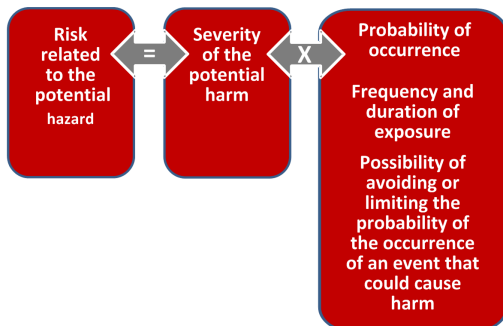 Risk
related
to the
potential
hazard
=
Severity
of the
potential
harm
X
Probability of
occurrence
Frequency and
duration of
exposure
Possibility of
avoiding or
limiting the
probability of
the occurrence
of an event that
could cause
harm